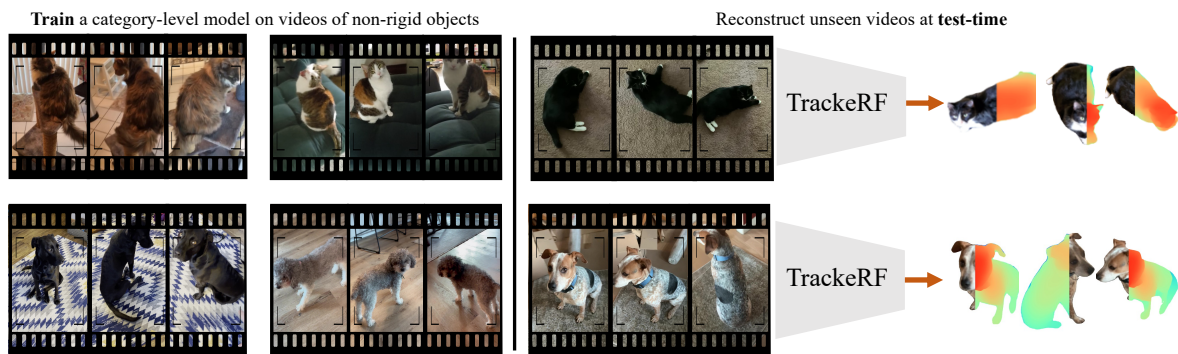 Train a category-level model on videos of non-rigid objects
Reconstruct unseen videos at test-time
TrackeRF
TrackeRF